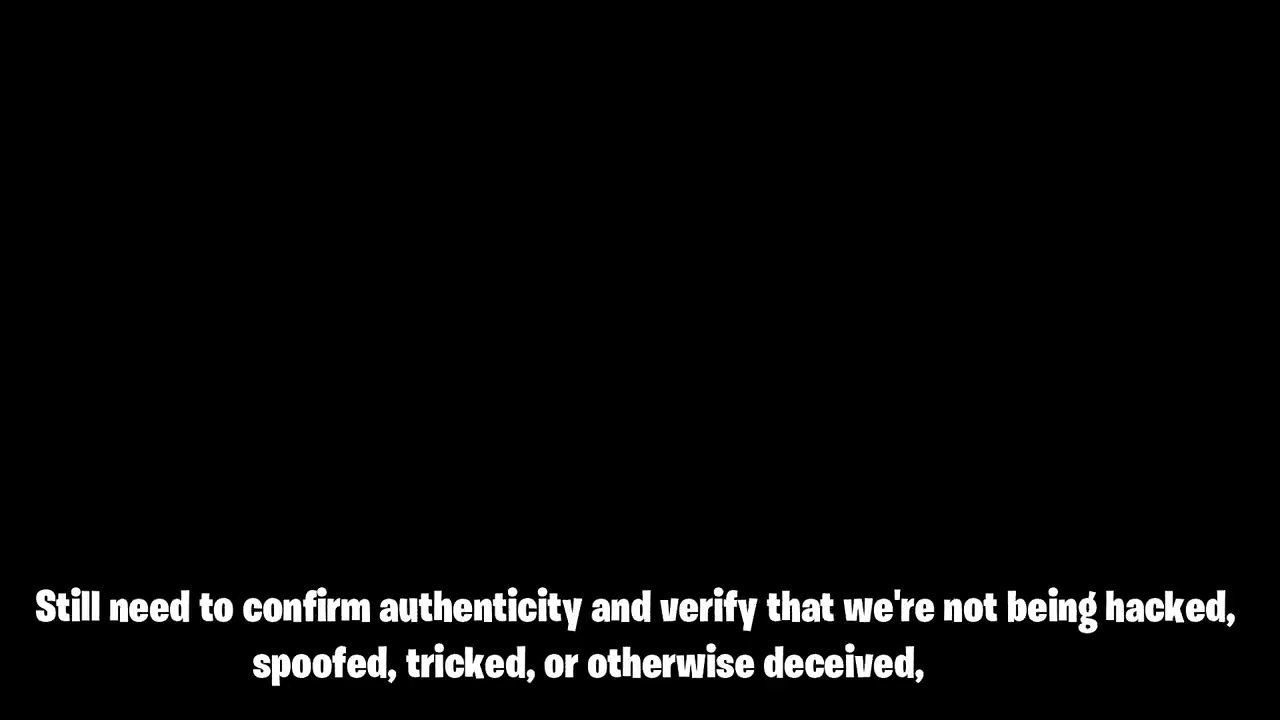 Still need to confirm authenticity and verify that we're not being hacked,
spoofed, tricked, or otherwise deceived,